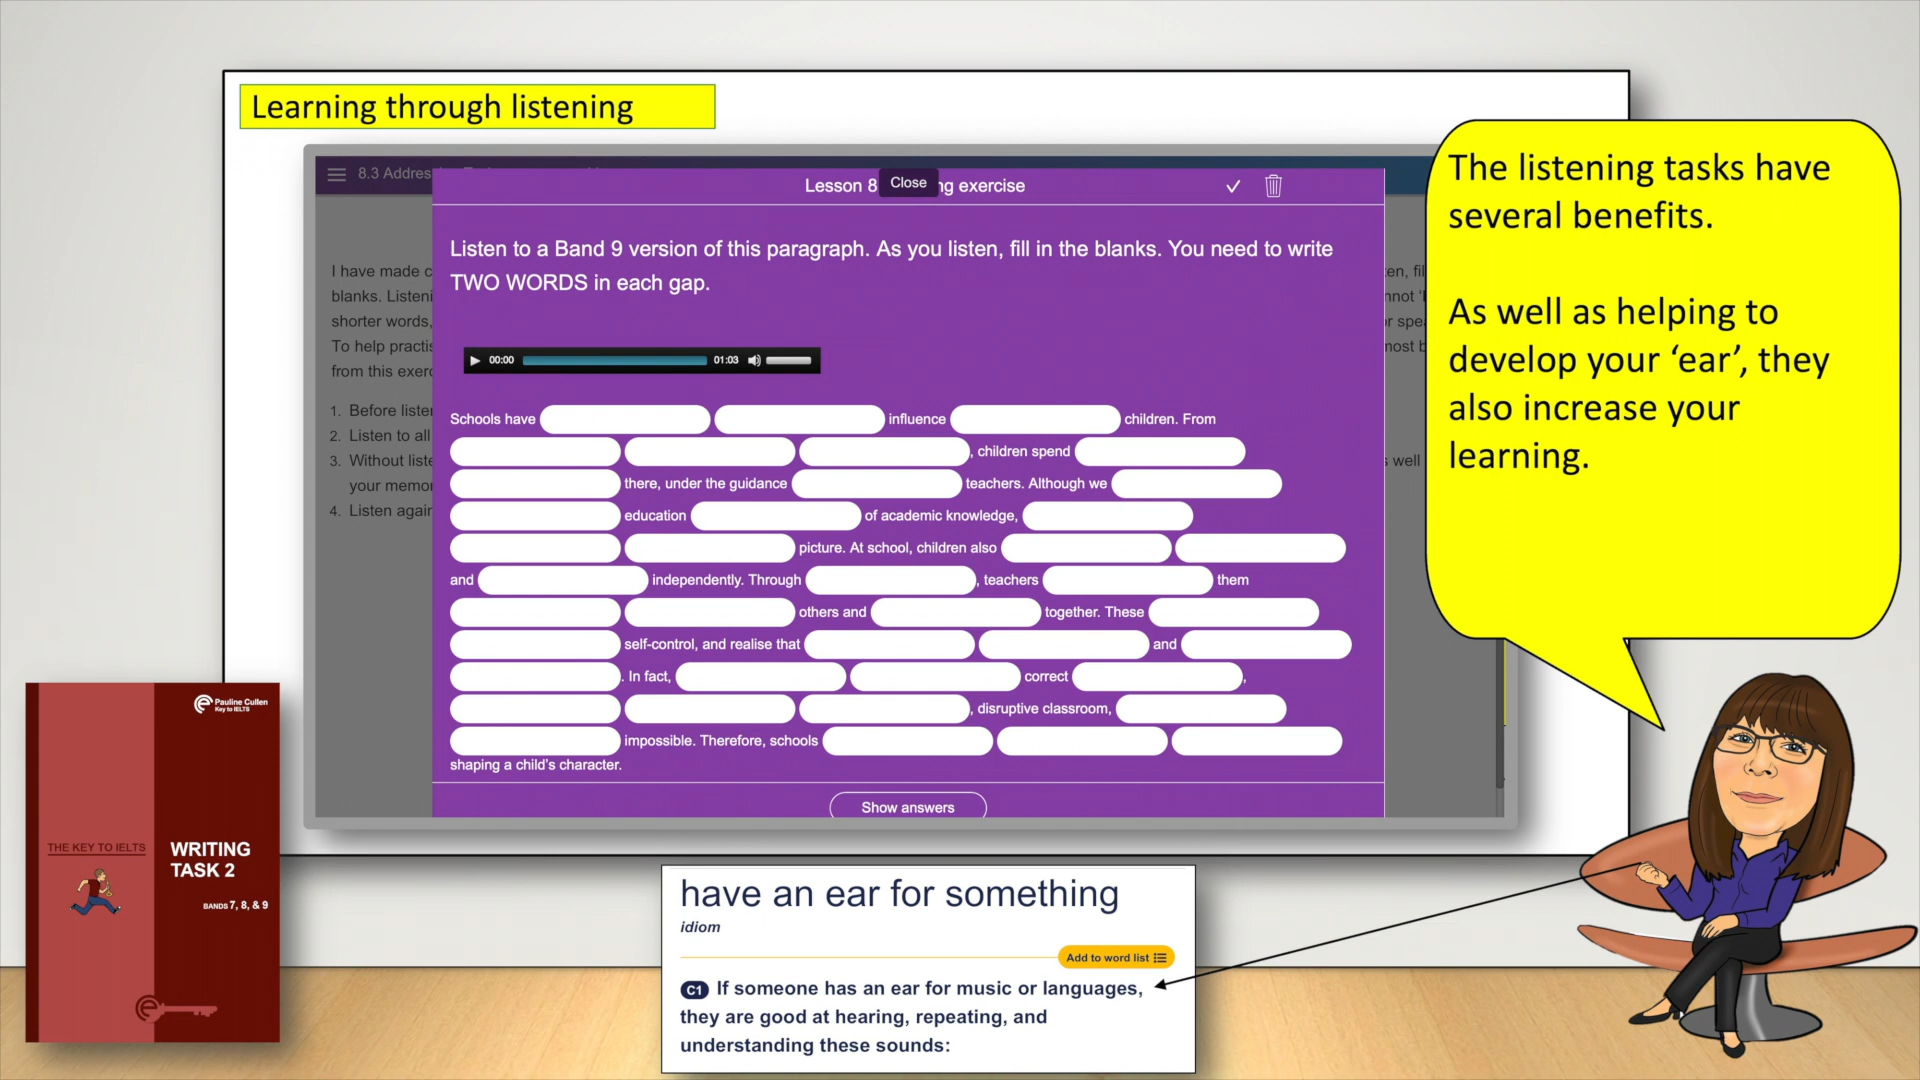 Learning through listening
8.3 Addres
Lesson 8
Close
ng exercise
Listen to a Band 9 version of this paragraph. As you listen, fill in the blanks. You need to write
TWO WORDS in each gap.
00:00 01:03
Schools have influence children. From
, children spend
there, under the guidance teachers. Although we
education of academic knowledge,
picture. At school, children also
and independently. Through , teachers them
others and together. These
self-control, and realise that and
. In fact, correct ,
, disruptive classroom,
impossible. Therefore, schools
shaping a child's character.
Show answers
I have made c
blanks. Listeni
shorter words,
To help practis
from this exerc
1. Before lister
2. Listen to all
3. Without liste
your memor
4. Listen again
en, fil
nnot 'l
r spea
nost b
s well
The listening tasks have
several benefits.
As well as helping to
develop your ‘ear’, they
also increase your
learning.
Pauline Cullen
Key to IELTS
THE KEY TO IELTS
WRITING
TASK 2
BANDS 7, 8, & 9
have an ear for something
idiom
Add to word list
C1 If someone has an ear for music or languages,
they are good at hearing, repeating, and
understanding these sounds: